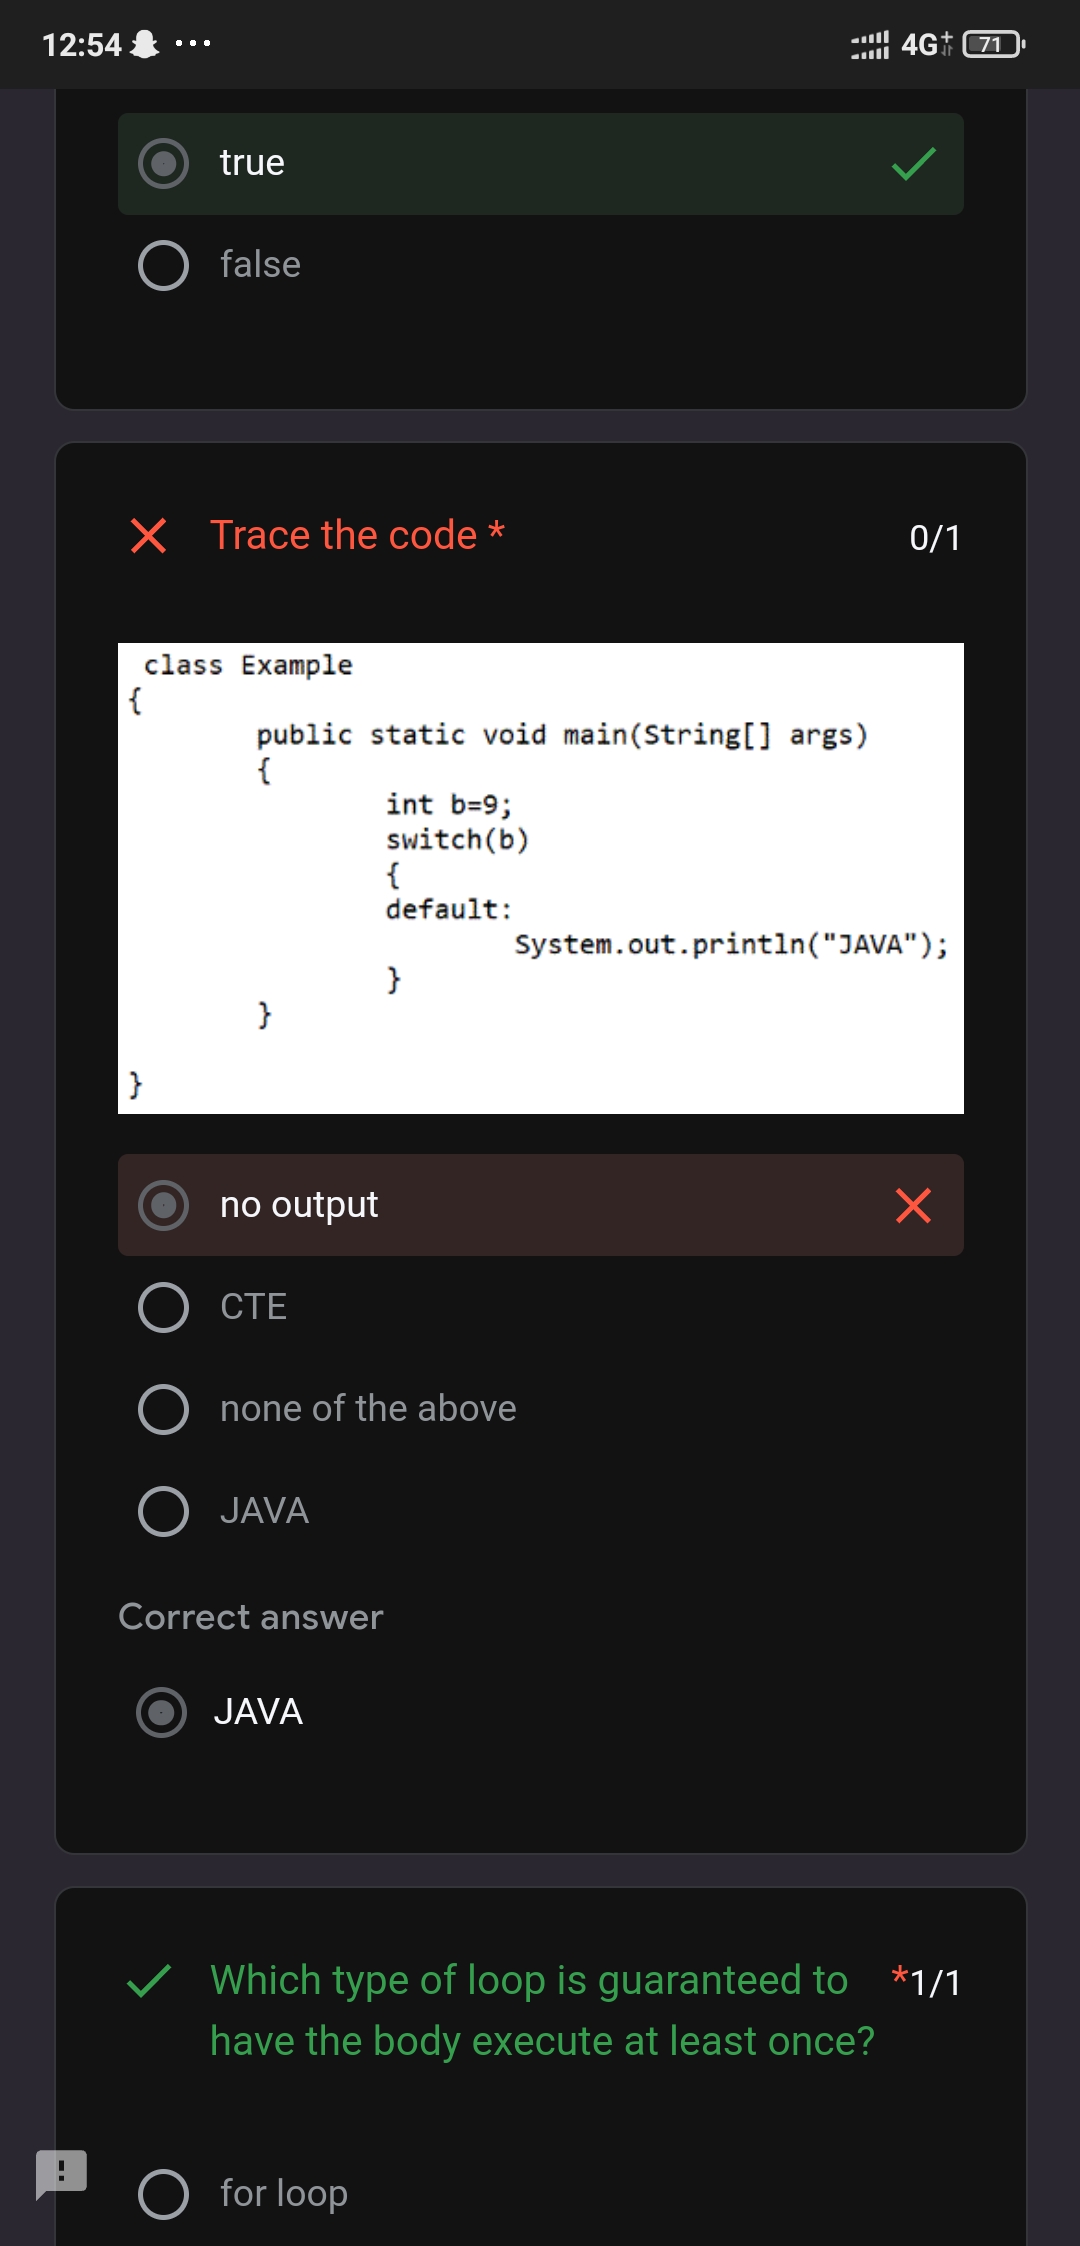 12:54 ... 4G+ 71
true
false
Trace the code * 0/1
class Example
{
public static void main(String[] args)
{
int b=9;
switch(b)
{
default:
System.out.println("JAVA");
}
}
}
no output
CTE
none of the above
JAVA
Correct answer
JAVA
Which type of loop is guaranteed to *1/1
have the body execute at least once?
for loop